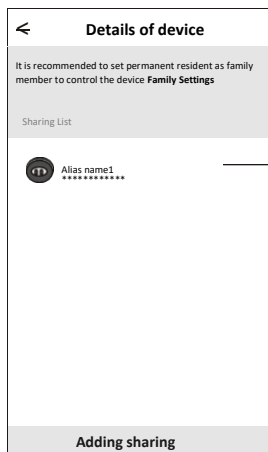 Details of device
It is recommended to set permanent resident as family
member to control the device Family Settings
Sharing List
Alias name1
************
Adding sharing